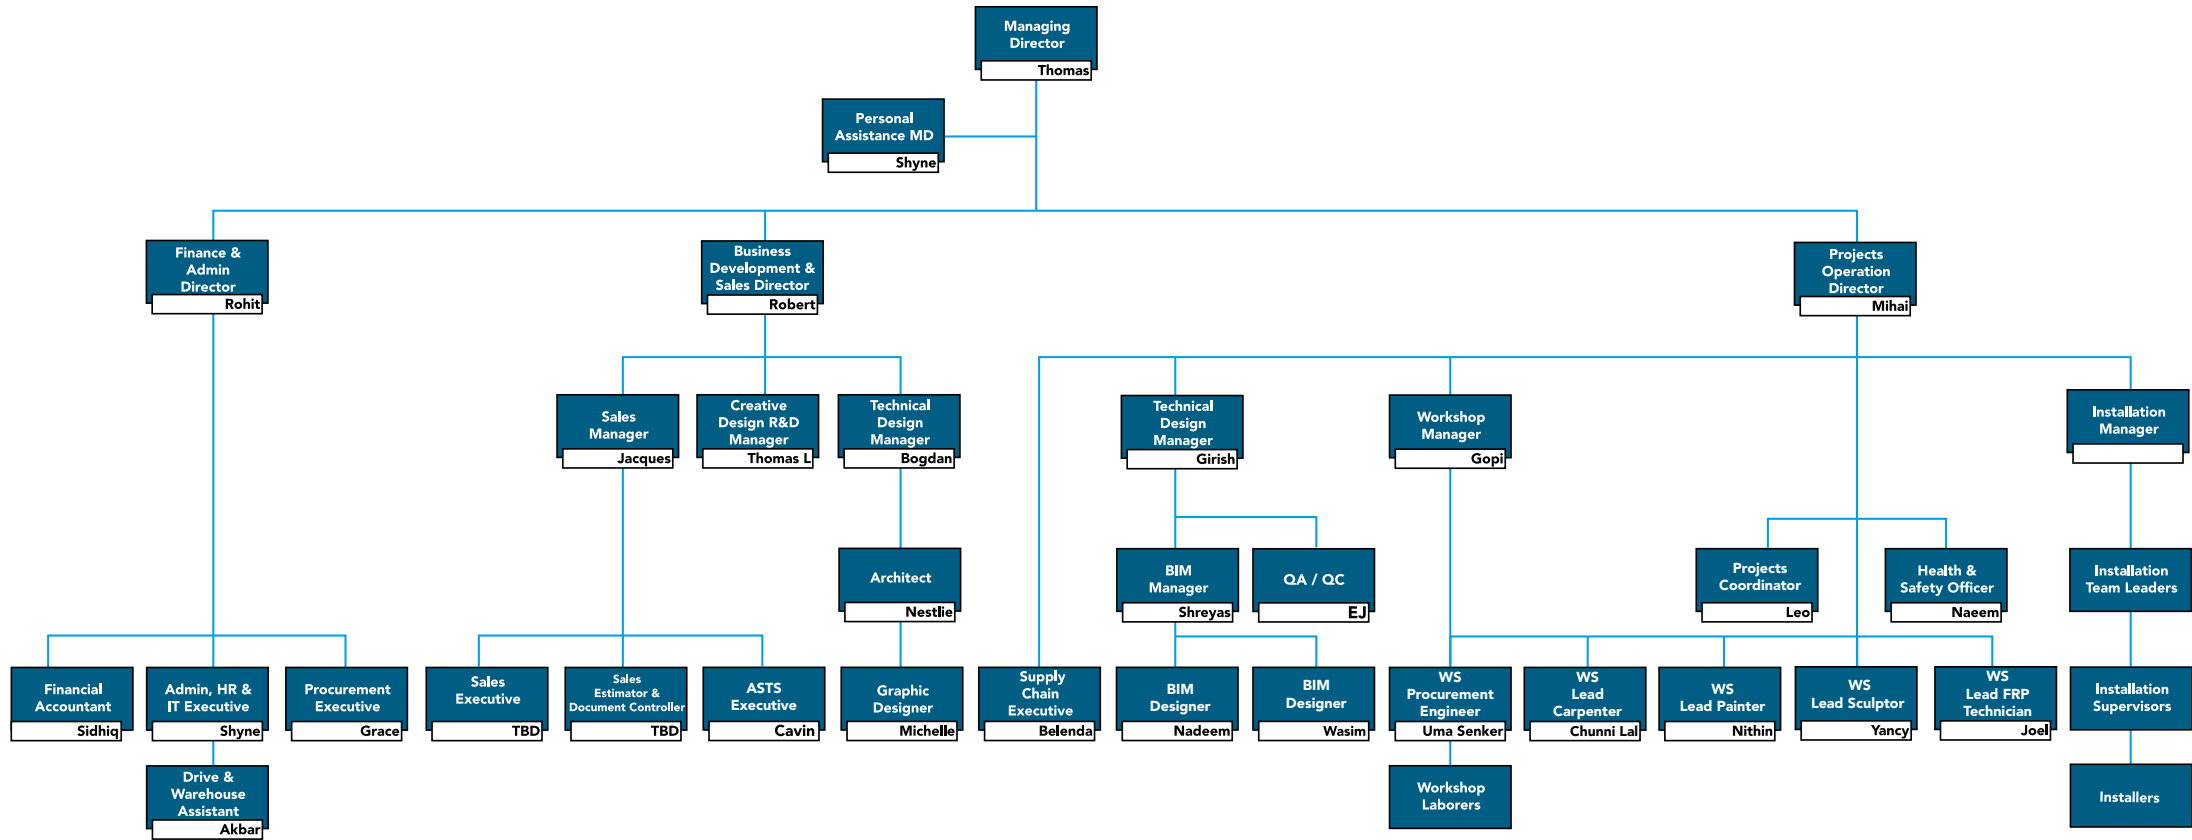 Managing
Director
Thomas
Personal
Assistance MD
Shyne
Finance &
Admin
Director
Rohit
Business
Development &
Sales Director
Robert
Projects
Operation
Director
Mihai
Sales
Manager
Jacques
Creative
Design R&D
Manager
Thomas L
Technical
Design
Manager
Bogdan
Technical
Design
Manager
Girish
Workshop
Manager
Gopi
Installation
Manager
Architect
Nestlie
BIM
Manager
Shreyas
QA / QC
EJ
Projects
Coordinator
Leo
Health &
Safety Officer
Naeem
Installation
Team Leaders
Financial
Accountant
Sidhiq
Admin, HR &
IT Executive
Shyne
Procurement
Executive
Grace
Sales
Executive
TBD
Sales
Estimator &
Document Controller
TBD
ASTS
Executive
Cavin
Graphic
Designer
Michelle
Supply
Chain
Executive
Belenda
BIM
Designer
Nadeem
BIM
Designer
Wasim
WS
Procurement
Engineer
Uma Senker
WS
Lead
Carpenter
Chunni Lal
WS
Lead Painter
Nithin
WS
Lead Sculptor
Yancy
WS
Lead FRP
Technician
Joel
Installation
Supervisors
Drive &
Warehouse
Assistant
Akbar
Workshop
Laborers
Installers